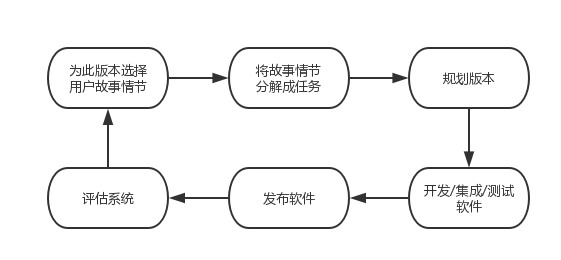 为此版本选择
用户故事情节
将故事情节
分解成任务
规划版本
评估系统
发布软件
开发/集成/测试
软件